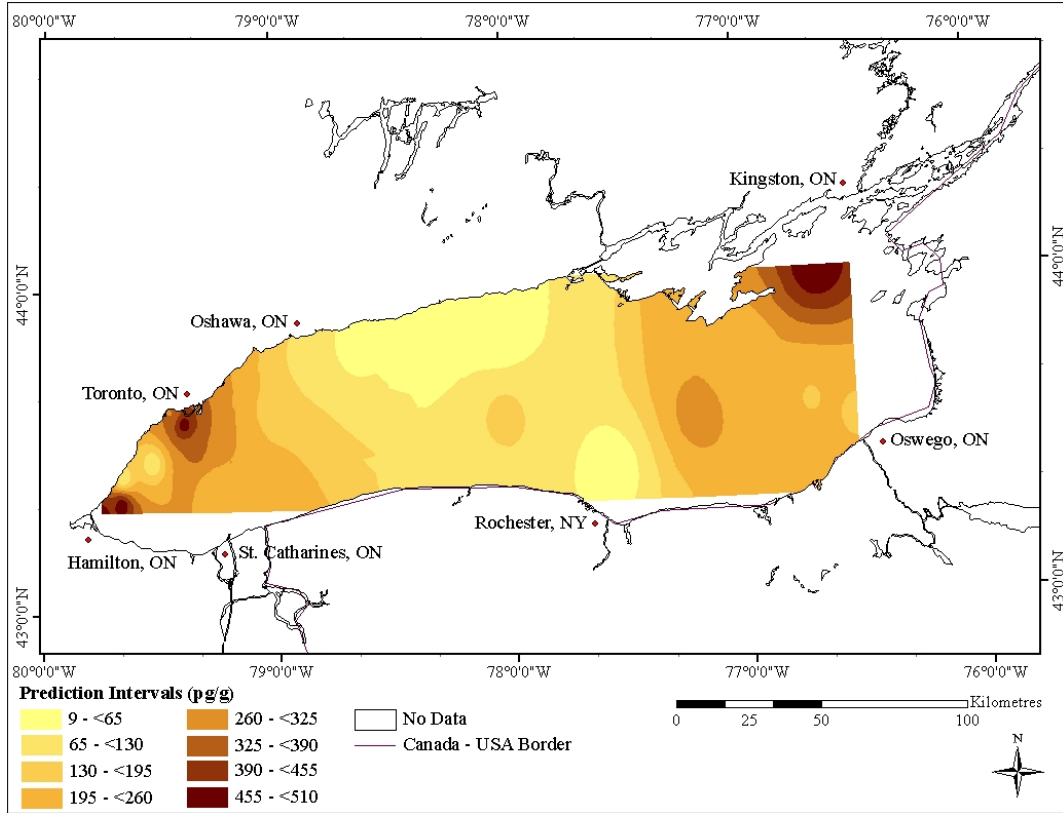 80°0'0"W 79°0'0"W 78°0'0"W 77°0'0"W 76°0'0"W
Kingston, ON
44°0'0"N 44°0'0"N
Oshawa, ON
Toronto, ON
Oswego, ON
Rochester, NY
Hamilton, ON St. Catharines, ON
43°0'0"N 43°0'0"N
80°0'0"W 79°0'0"W 78°0'0"W 77°0'0"W 76°0'0"W
Prediction Intervals (pg/g)
9 - <65 260 - <325 No Data
65 - <130 325 - <390 Canada - USA Border
130 - <195 390 - <455
195 - <260 455 - <510
Kilometres
0 25 50 100
N